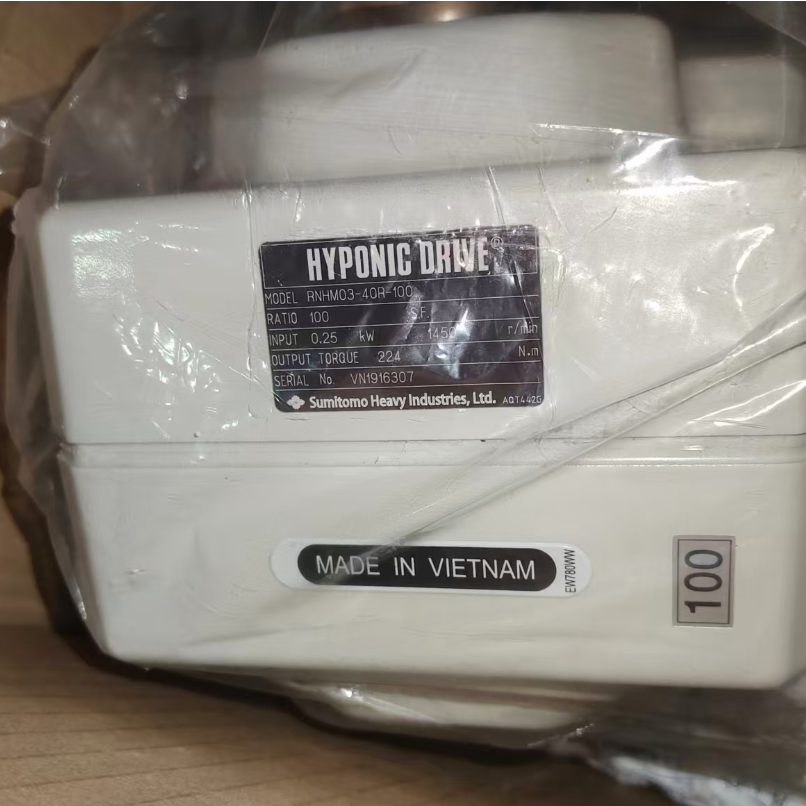 HYPONIC DRIVE®
MODEL RNHM03-40R-100
RATIO 100 S.F.
INPUT 0.25 kW 1450 r/min
OUTPUT TORQUE 224 N.m
SERIAL No. VN1916307
Sumitomo Heavy Industries, Ltd. AQT442G
MADE IN VIETNAM
EW780WW
100